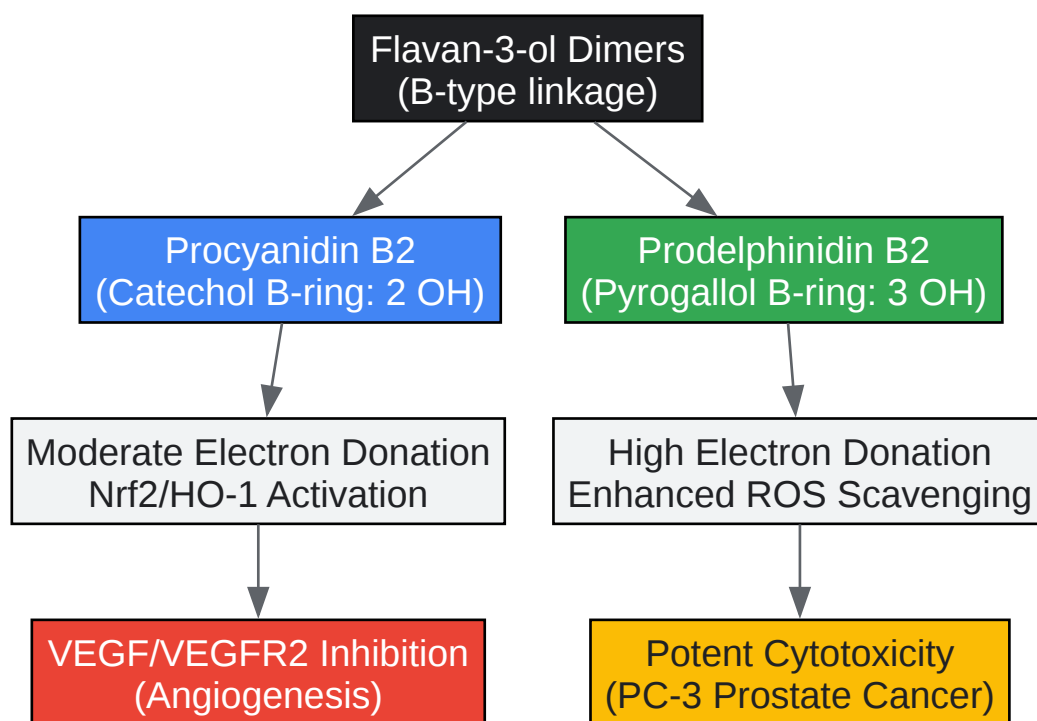 Flavan-3-ol Dimers
(B-type linkage)
Procyanidin B2
(Catechol B-ring: 2 OH)
Prodelphinidin B2
(Pyrogallol B-ring: 3 OH)
Moderate Electron Donation
Nrf2/HO-1 Activation
High Electron Donation
Enhanced ROS Scavenging
VEGF/VEGFR2 Inhibition
(Angiogenesis)
Potent Cytotoxicity
(PC-3 Prostate Cancer)